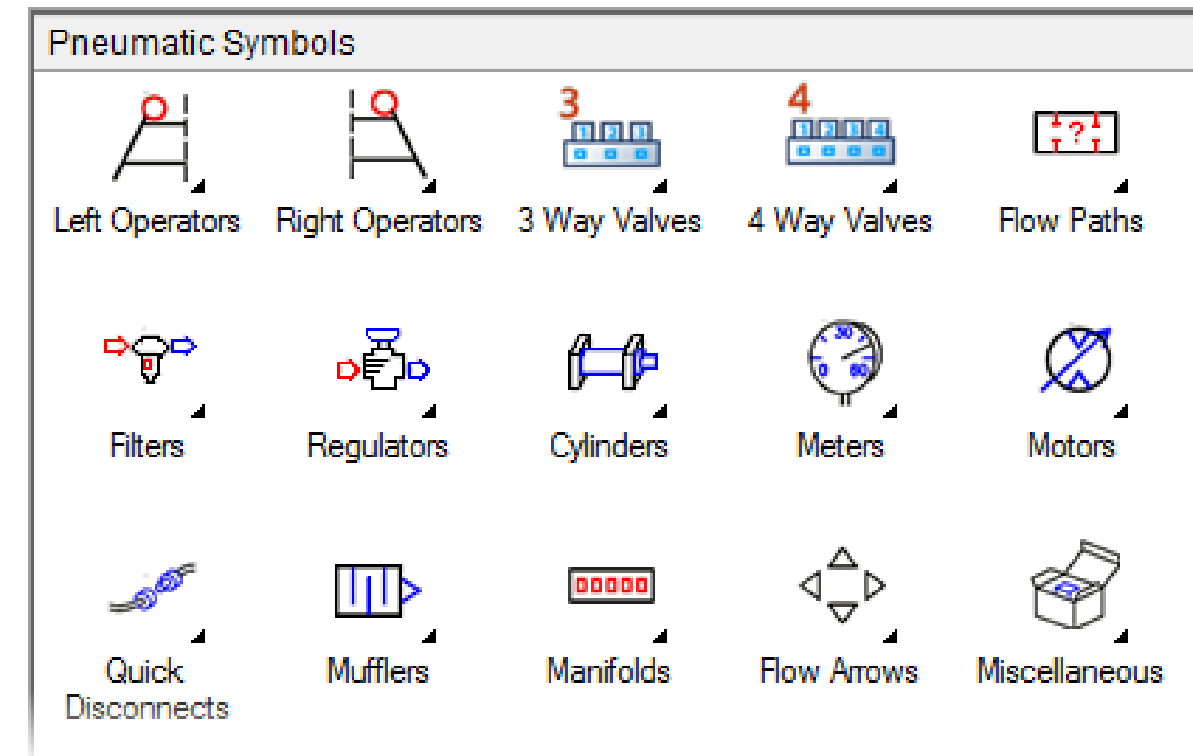 Pneumatic Symbols
3
1 2 3
4
1 2 3 4
?
Left Operators
Right Operators
3 Way Valves
4 Way Valves
Flow Paths
30
0 60
Filters
Regulators
Cylinders
Meters
Motors
Quick
Disconnects
Mufflers
Manifolds
Flow Arrows
Miscellaneous